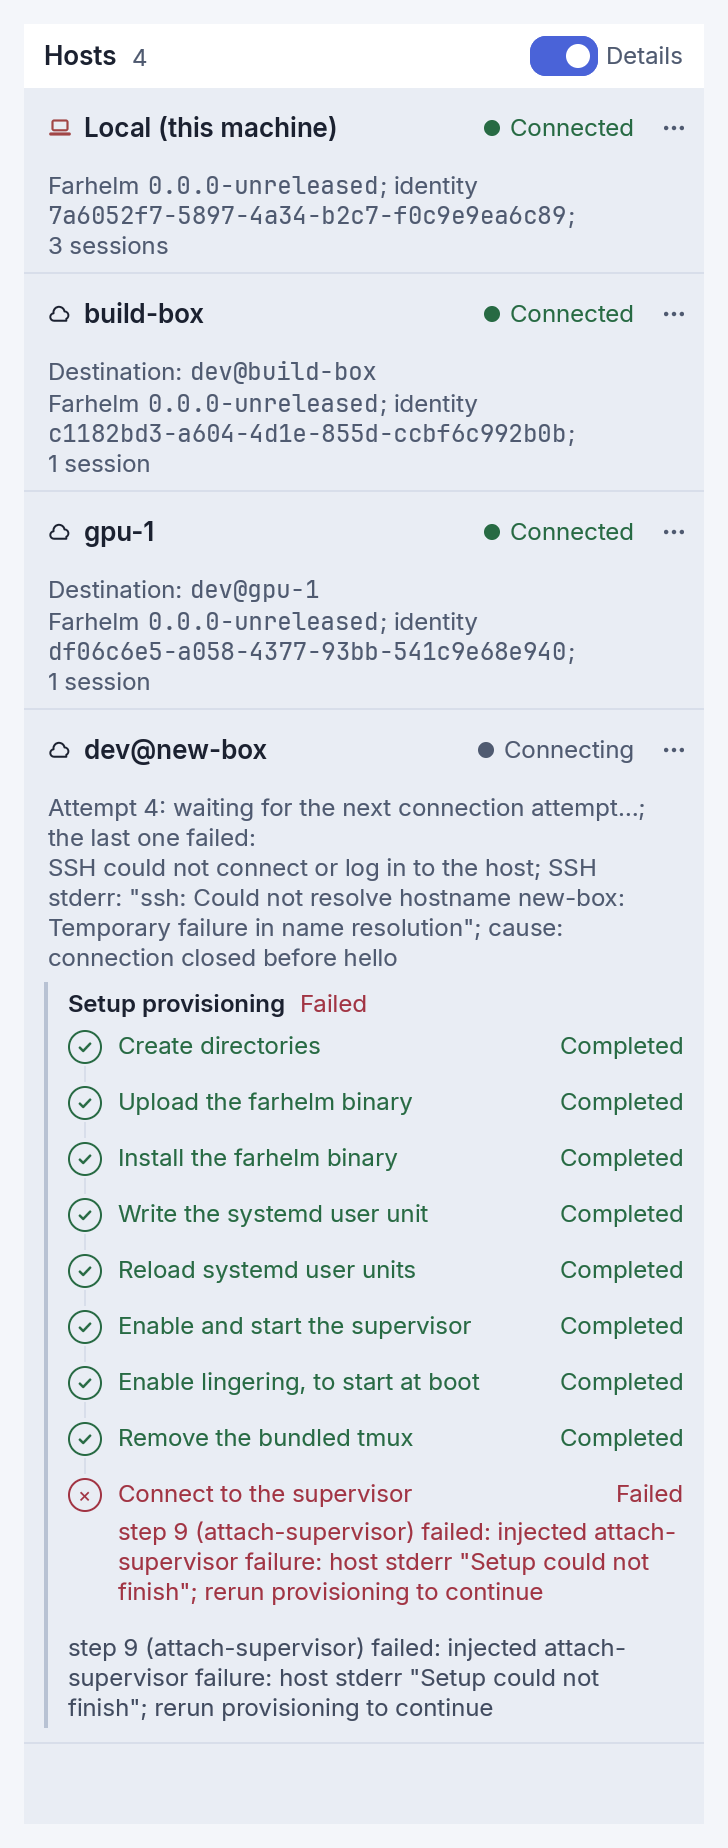 Hosts 4 Details
Local (this machine) Connected ···
Farhelm 0.0.0-unreleased; identity
7a6052f7-5897-4a34-b2c7-f0c9e9ea6c89;
3 sessions
build-box Connected ···
Destination: dev@build-box
Farhelm 0.0.0-unreleased; identity
c1182bd3-a604-4d1e-855d-ccbf6c992b0b;
1 session
gpu-1 Connected ···
Destination: dev@gpu-1
Farhelm 0.0.0-unreleased; identity
df06c6e5-a058-4377-93bb-541c9e68e940;
1 session
dev@new-box Connecting ···
Attempt 4: waiting for the next connection attempt…;
the last one failed:
SSH could not connect or log in to the host; SSH
stderr: "ssh: Could not resolve hostname new-box:
Temporary failure in name resolution"; cause:
connection closed before hello
Setup provisioning Failed
Create directories Completed
Upload the farhelm binary Completed
Install the farhelm binary Completed
Write the systemd user unit Completed
Reload systemd user units Completed
Enable and start the supervisor Completed
Enable lingering, to start at boot Completed
Remove the bundled tmux Completed
Connect to the supervisor Failed
step 9 (attach-supervisor) failed: injected attach-
supervisor failure: host stderr "Setup could not
finish"; rerun provisioning to continue
step 9 (attach-supervisor) failed: injected attach-
supervisor failure: host stderr "Setup could not
finish"; rerun provisioning to continue